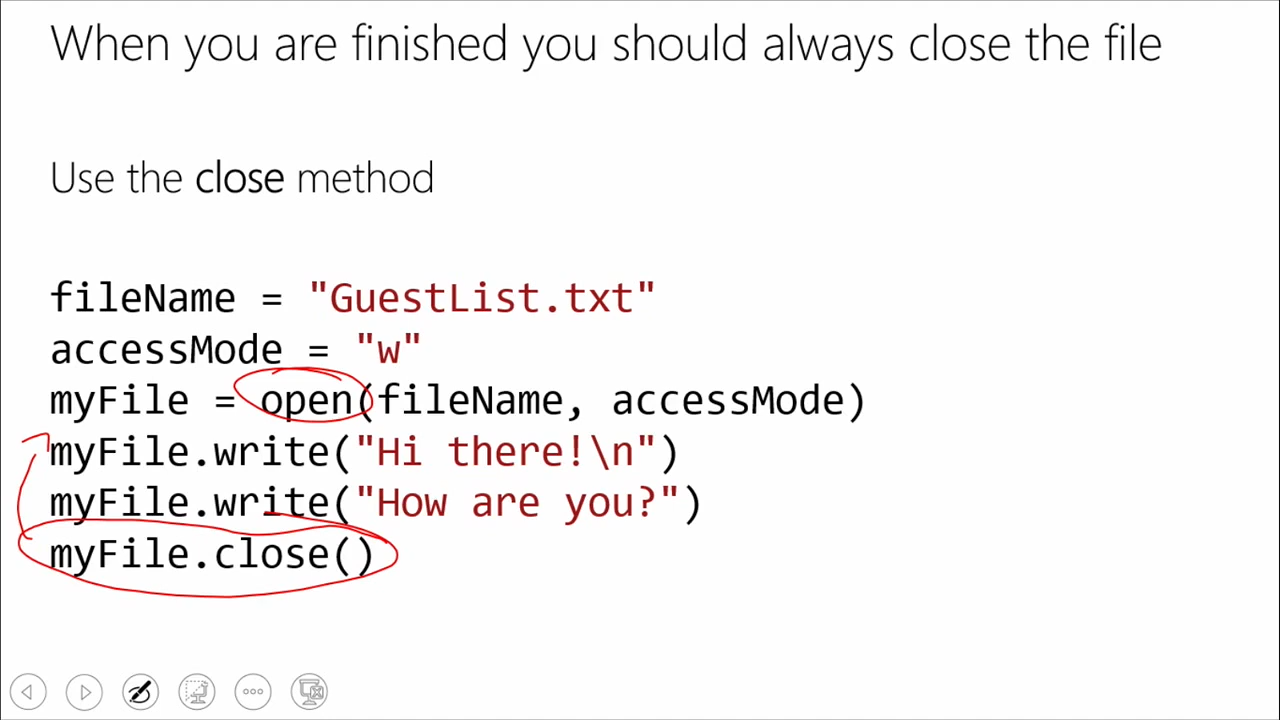 When you are finished you should always close the file
Use the close method
fileName = "GuestList.txt"
accessMode = "w"
myFile = open(fileName, accessMode)
myFile.write("Hi there!\n")
myFile.write("How are you?")
myFile.close()